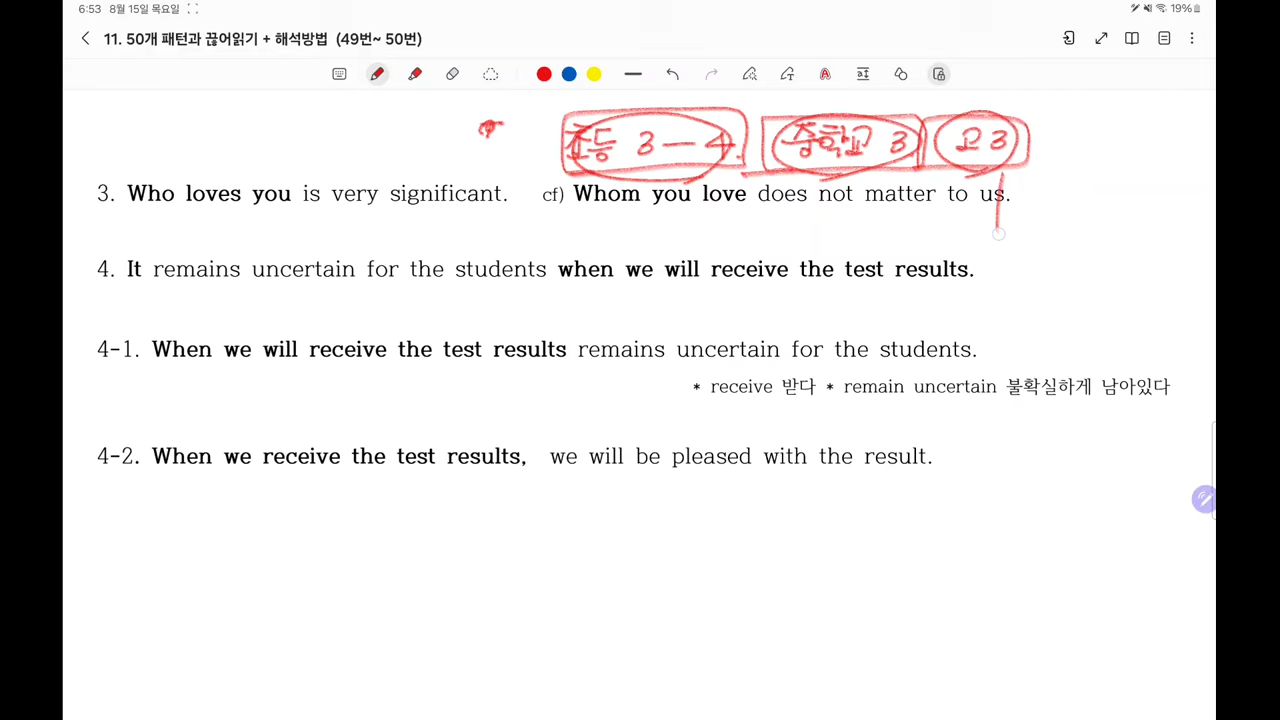 6:53 8월 15일 목요일 19%
11. 50개 패턴과 끊어읽기 + 해석방법 (49번~ 50번)
초등 3-4 중학교 3 고3
3. Who loves you is very significant. cf) Whom you love does not matter to us.
4. It remains uncertain for the students when we will receive the test results.
4-1. When we will receive the test results remains uncertain for the students.
* receive 받다 * remain uncertain 불확실하게 남아있다
4-2. When we receive the test results, we will be pleased with the result.